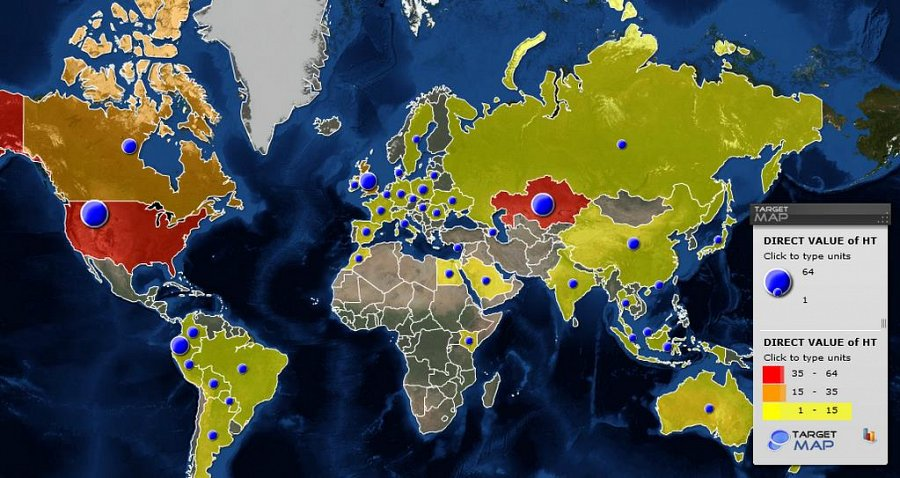 TARGET
MAP
DIRECT VALUE of HT
Click to type units
64
1
DIRECT VALUE of HT
Click to type units
35 - 64
15 - 35
1 - 15
TARGET
MAP